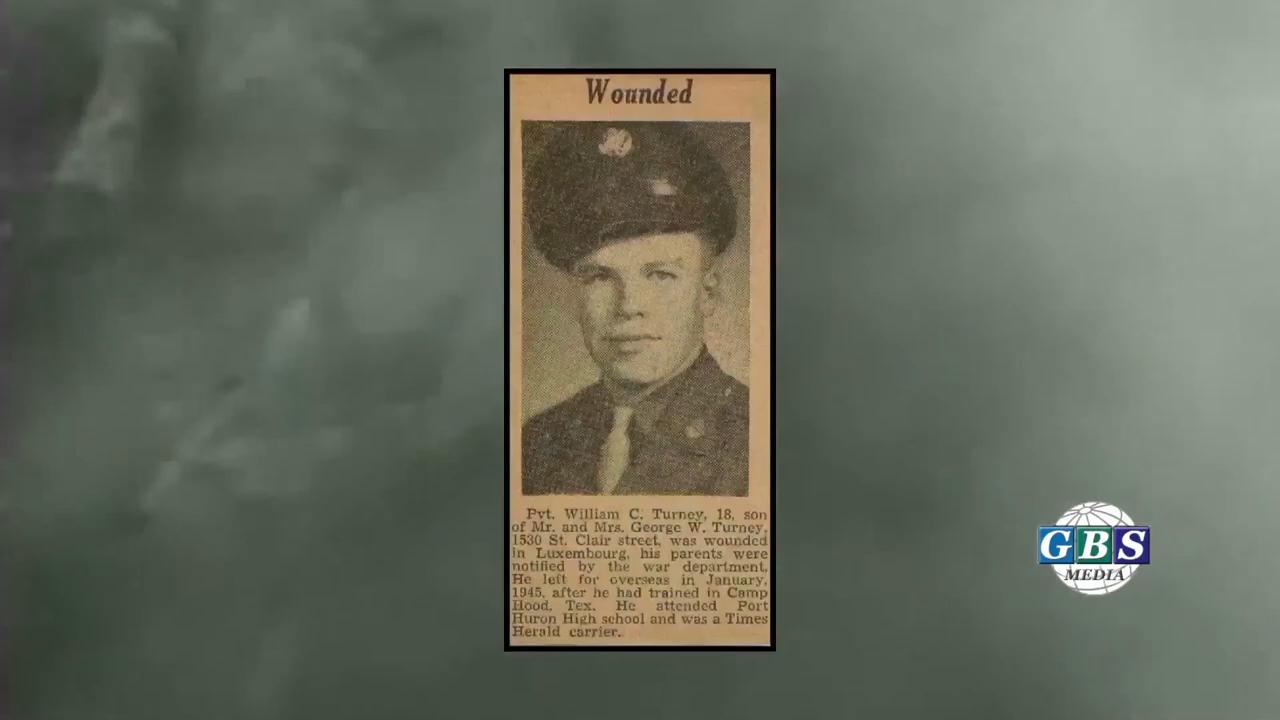 Wounded
Pvt. William C. Turney, 18, son
of Mr. and Mrs. George W. Turney,
1530 St. Clair street, was wounded
in Luxembourg, his parents were
notified by the war department.
He left for overseas in January,
1945, after he had trained in Camp
Hood, Tex. He attended Port
Huron High school and was a Times
Herald carrier.
GBS
MEDIA